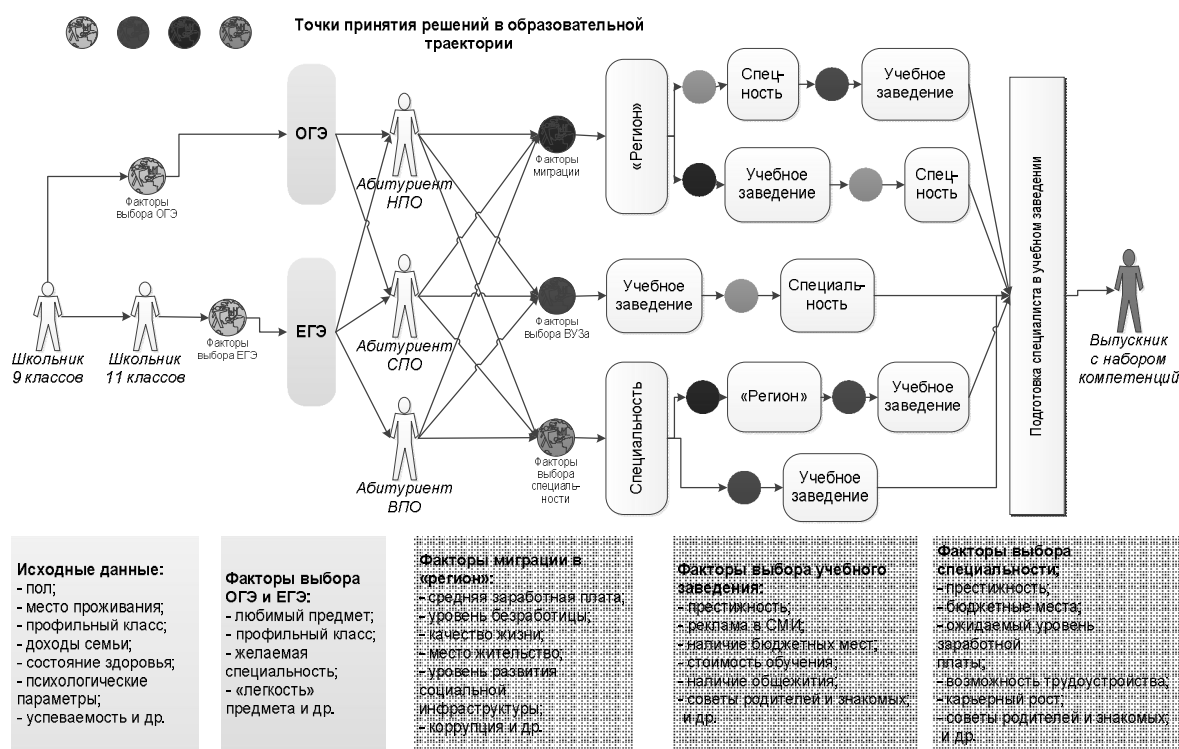 Точки принятия решений в образовательной
траектории
ОГЭ
Абитуриент
НПО
Факторы
миграции
«Регион»
Спец-
ность
Учебное
заведение
Учебное
заведение
Спец-
ность
Факторы
выбора ОГЭ
Школьник
9 классов
Школьник
11 классов
Факторы
выбора ЕГЭ
ЕГЭ
Абитуриент
СПО
Факторы
выбора ВУЗа
Учебное
заведение
Специаль-
ность
Абитуриент
ВПО
Факторы
выбора
специаль-
ности
Специальность
«Регион»
Учебное
заведение
Учебное
заведение
Подготовка специалиста в учебном заведении
Выпускник
с набором
компетенций
Исходные данные:
- пол;
- место проживания;
- профильный класс;
- доходы семьи;
- состояние здоровья;
- психологические
параметры;
- успеваемость и др.
Факторы выбора
ОГЭ и ЕГЭ:
- любимый предмет;
- профильный класс;
- желаемая
специальность;
- «легкость»
предмета и др.
Факторы миграции в
«регион»:
- средняя заработная плата;
- уровень безработицы;
- качество жизни;
- место жительство;
- уровень развития
социальной
инфраструктуры;
- коррупция и др.
Факторы выбора учебного
заведения:
- престижность;
- реклама в СМИ;
- наличие бюджетных мест;
- стоимость обучения;
- наличие общежития;
- советы родителей и знакомых;
и др.
Факторы выбора
специальности;
- престижность;
- бюджетные места;
- ожидаемый уровень
заработной
платы;
- возможность трудоустройства;
- карьерный рост;
- советы родителей и знакомых;
и др.